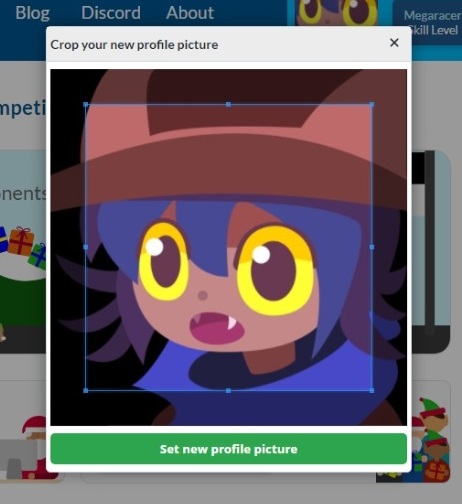 Blog Discord About
Megaracer
Skill Level
Crop your new profile picture
mpeti
onents
Set new profile picture